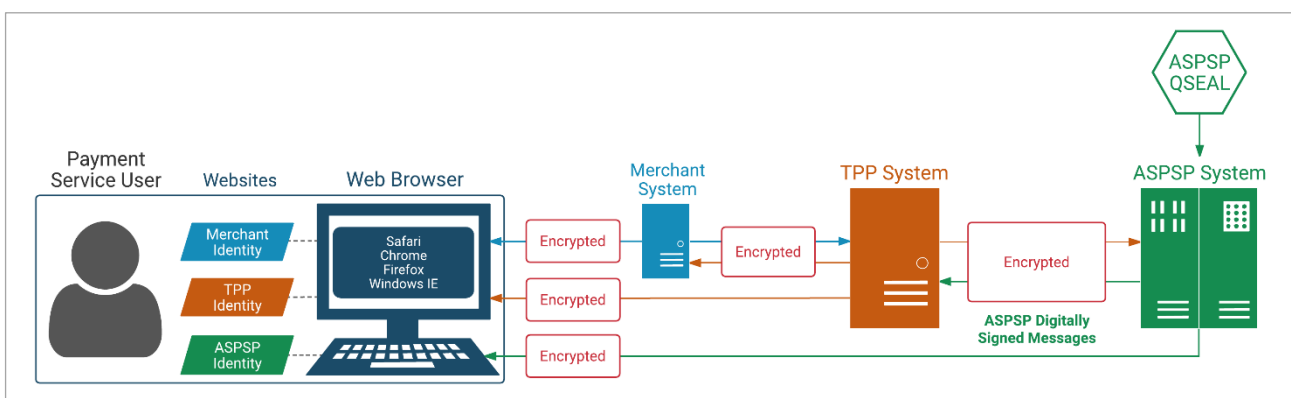 ASPSP
QSEAL
Payment
Service User
Websites
Web Browser
Merchant
System
TPP System
ASPSP System
Merchant
Identity
TPP
Identity
ASPSP
Identity
Safari
Chrome
Firefox
Windows IE
Encrypted
Encrypted
Encrypted
Encrypted
Encrypted
ASPSP Digitally
Signed Messages